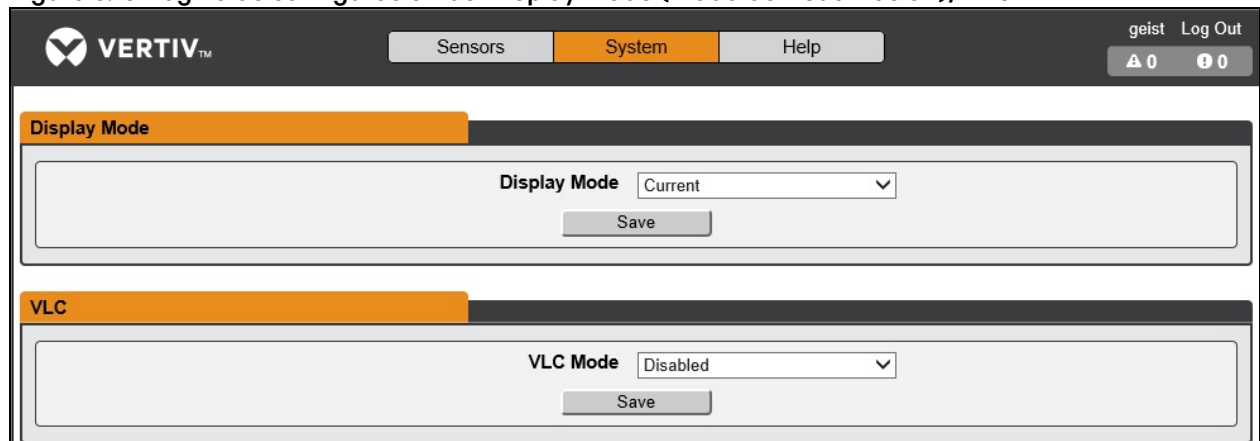 VERTIV™
Sensors
System
Help
geist Log Out
0 0
Display Mode
Display Mode Current
Save
VLC
VLC Mode Disabled
Save